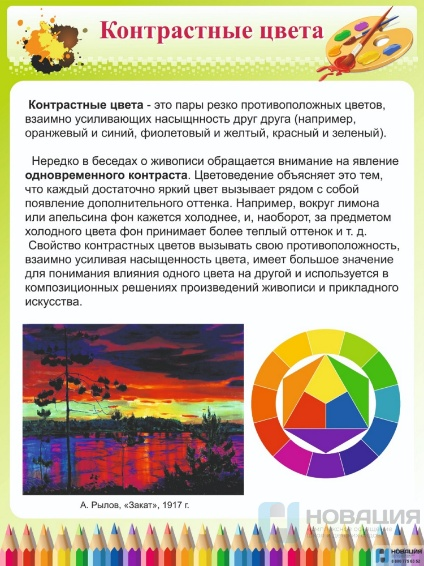 Контрастные цвета
Контрастные цвета - это пары резко противоположных цветов,
взаимно усиливающих насыщнность друг друга (например,
оранжевый и синий, фиолетовый и желтый, красный и зеленый).
Нередко в беседах о живописи обращается внимание на явление
одновременного контраста. Цветоведение объясняет это тем,
что каждый достаточно яркий цвет вызывает рядом с собой
появление дополнительного оттенка. Например, вокруг лимона
или апельсина фон кажется холоднее, и, наоборот, за предметом
холодного цвета фон принимает более теплый оттенок и т. д.
Свойство контрастных цветов вызывать свою противоположность,
взаимно усиливая насыщенность цвета, имеет большое значение
для понимания влияния одного цвета на другой и используется в
композиционных решениях произведений живописи и прикладного
искусства.
А. Рылов, «Закат», 1917 г.
НОВАЦИЯ
НОВАЦИЯ